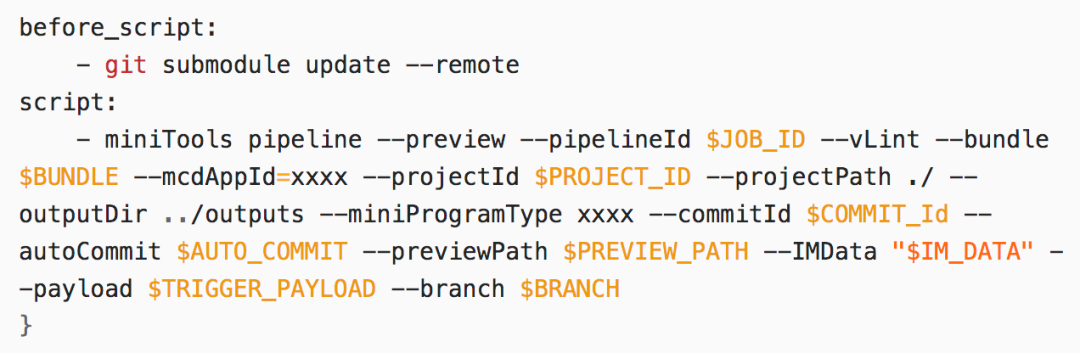 before_script:
    - git submodule update --remote
script:
    - miniTools pipeline --preview --pipelineId $JOB_ID --vLint --bundle
$BUNDLE --mcdAppId=xxxx --projectId $PROJECT_ID --projectPath ./ --
outputDir ../outputs --miniProgramType xxxx --commitId $COMMIT_Id --
autoCommit $AUTO_COMMIT --previewPath $PREVIEW_PATH --IMData "$IM_DATA" -
-payload $TRIGGER_PAYLOAD --branch $BRANCH
}